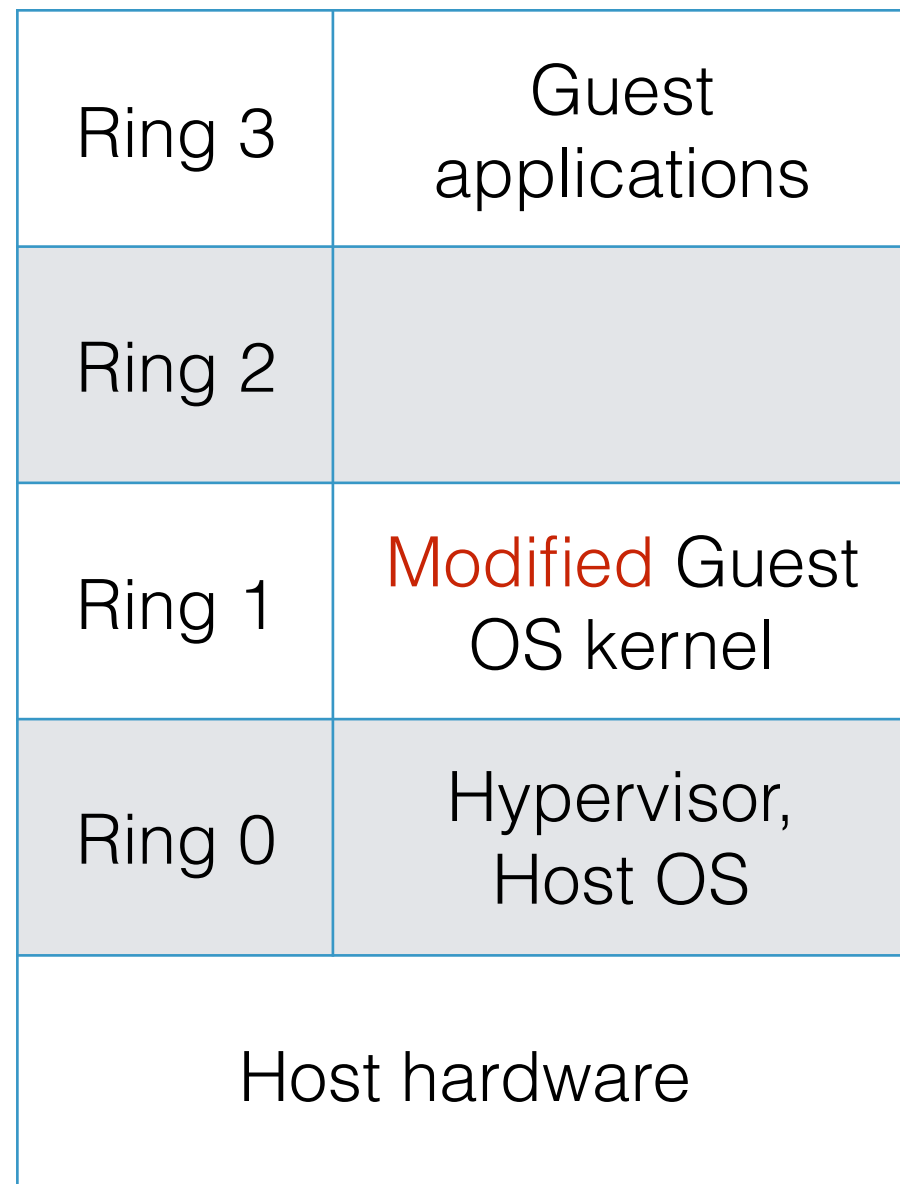 Ring 3
Guest
applications
Ring 2
Ring 1
Modified Guest
OS kernel
Ring 0
Hypervisor,
Host OS
Host hardware